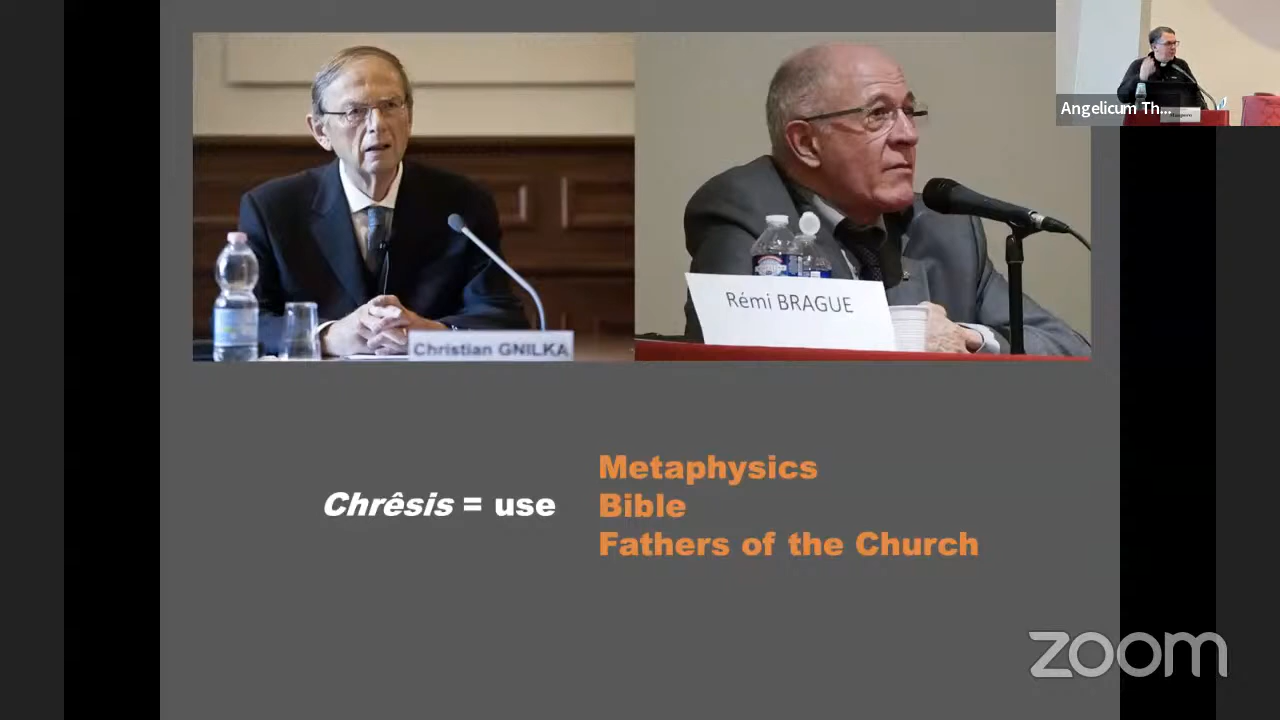 Angelicum Th...
Christian GNILKA
Rémi BRAGUE
Metaphysics
Chrêsis = use
Bible
Fathers of the Church
zoom